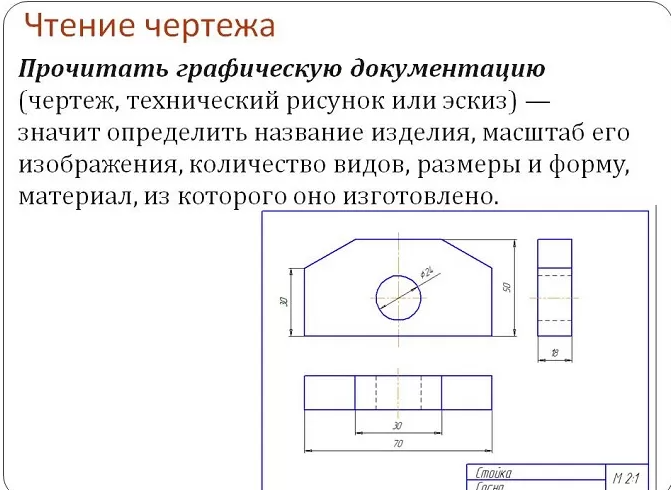 Чтение чертежа
Прочитать графическую документацию
(чертеж, технический рисунок или эскиз) —
значит определить название изделия, масштаб его
изображения, количество видов, размеры и форму,
материал, из которого оно изготовлено.
⌀24
30
50
18
30
70
Стойка
М 2:1
Сосна